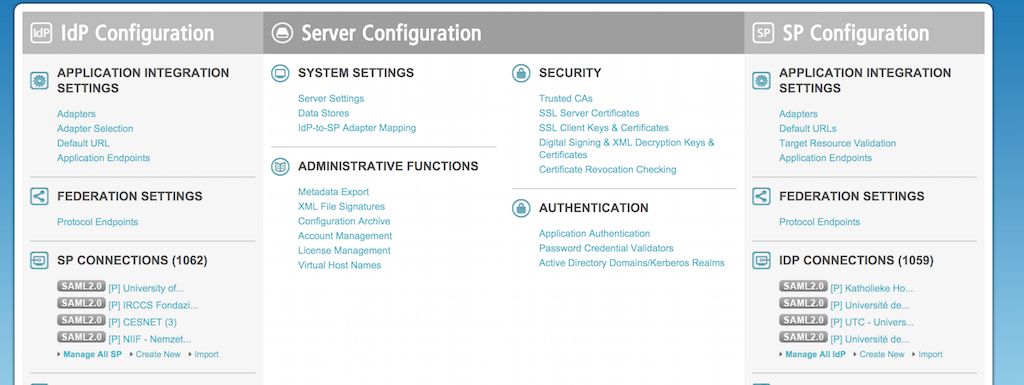 IdP
IdP Configuration
APPLICATION INTEGRATION
SETTINGS
Adapters
Adapter Selection
Default URL
Application Endpoints
FEDERATION SETTINGS
Protocol Endpoints
SP CONNECTIONS (1062)
SAML2.0 [P] University of...
SAML2.0 [P] IRCCS Fondazi...
SAML2.0 [P] CESNET (3)
SAML2.0 [P] NIIF - Nemzet...
Manage All SP Create New Import
Server Configuration
SYSTEM SETTINGS
Server Settings
Data Stores
IdP-to-SP Adapter Mapping
ADMINISTRATIVE FUNCTIONS
Metadata Export
XML File Signatures
Configuration Archive
Account Management
License Management
Virtual Host Names
SECURITY
Trusted CAs
SSL Server Certificates
SSL Client Keys & Certificates
Digital Signing & XML Decryption Keys &
Certificates
Certificate Revocation Checking
AUTHENTICATION
Application Authentication
Password Credential Validators
Active Directory Domains/Kerberos Realms
SP
SP Configuration
APPLICATION INTEGRATION
SETTINGS
Adapters
Default URLs
Target Resource Validation
Application Endpoints
FEDERATION SETTINGS
Protocol Endpoints
IDP CONNECTIONS (1059)
SAML2.0 [P] Katholieke Ho...
SAML2.0 [P] Université de...
SAML2.0 [P] UTC - Univers...
SAML2.0 [P] Université de...
Manage All IdP Create New Import